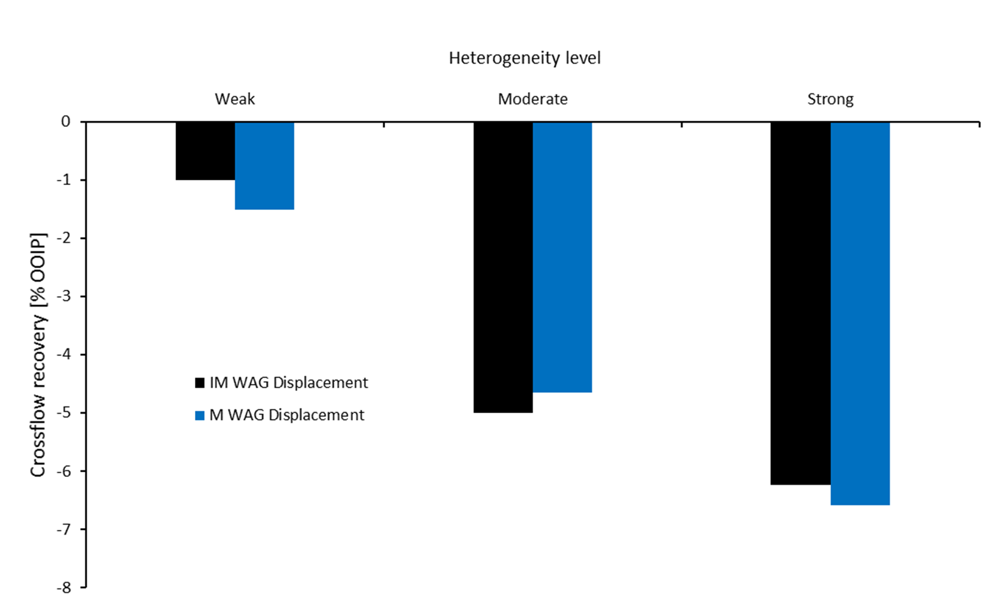 Heterogeneity level
Weak
Moderate
Strong
0
-1
-2
-3
-4
-5
-6
-7
-8
Crossflow recovery [% OOIP]
IM WAG Displacement
M WAG Displacement